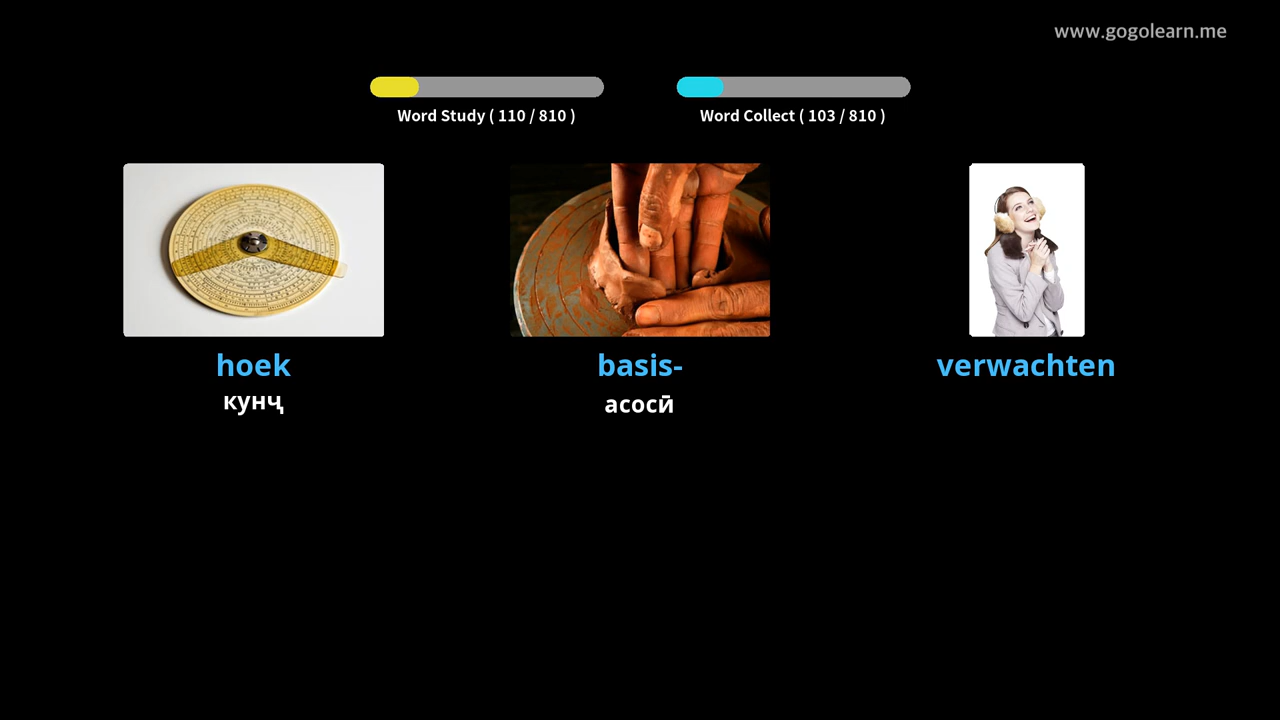 www.gogolearn.me
Word Study ( 110 / 810 )
Word Collect ( 103 / 810 )
hoek
кунҷ
basis-
асосӣ
verwachten